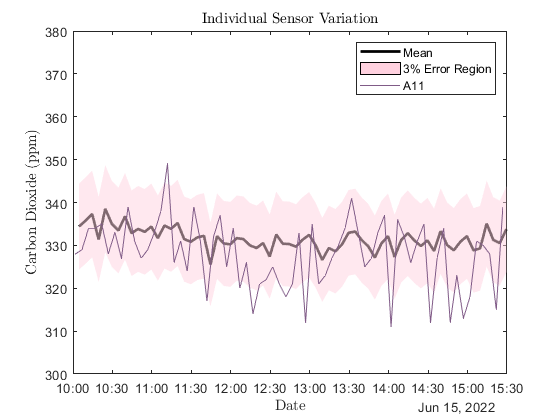 Individual Sensor Variation
Mean
3% Error Region
A11
Carbon Dioxide (ppm)
380
370
360
350
340
330
320
310
300
10:00 10:30 11:00 11:30 12:00 12:30 13:00 13:30 14:00 14:30 15:00 15:30
Date
Jun 15, 2022